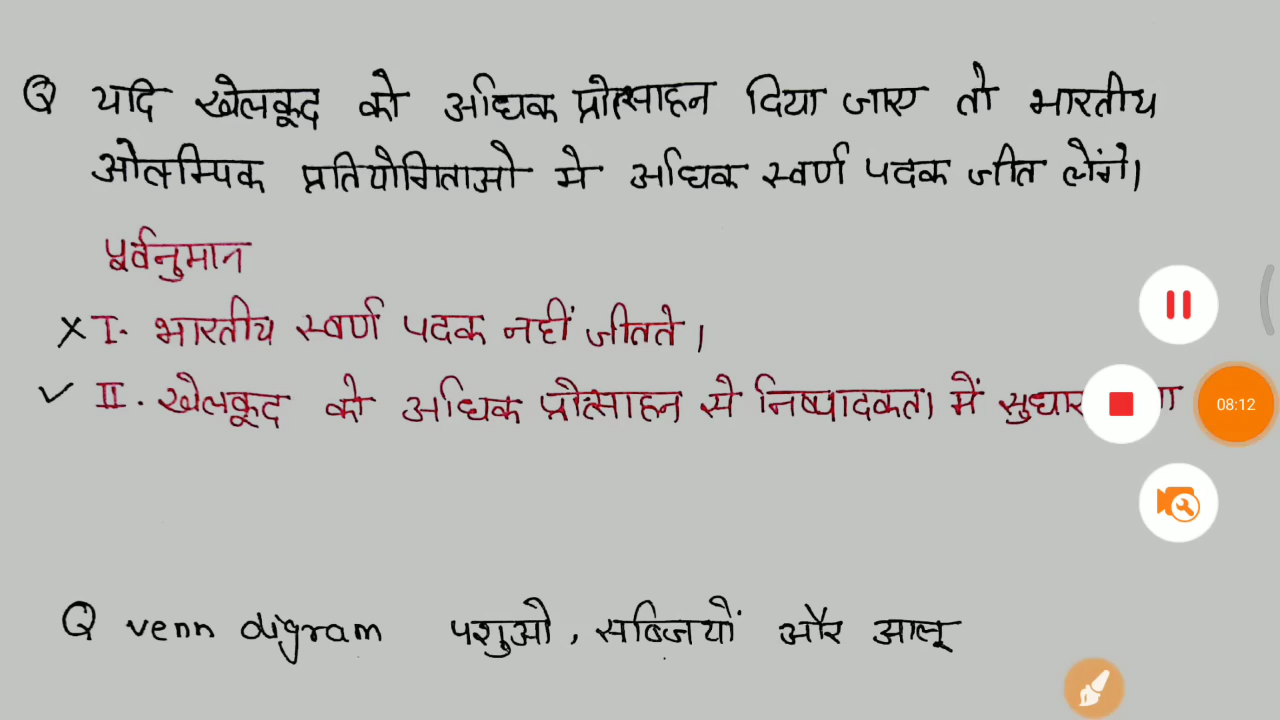 Q यदि खेलकूद को अधिक प्रोत्साहन दिया जाए तो भारतीय
ओलम्पिक प्रतियोगिताओ मे अधिक स्वर्ण पदक जीत लेंगे।
पूर्वनुमान
X I. भारतीय स्वर्ण पदक नहीं जीतते।
✓ II. खेलकूद को अधिक प्रोत्साहन से निष्पादकता में सुधार
08:12
Q venn digram पशुओ, सब्जियों और आलू